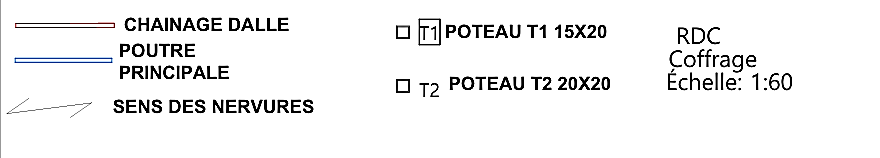 CHAINAGE DALLE
POUTRE
PRINCIPALE
SENS DES NERVURES
T1 POTEAU T1 15X20
T2 POTEAU T2 20X20
RDC
Coffrage
Échelle: 1:60